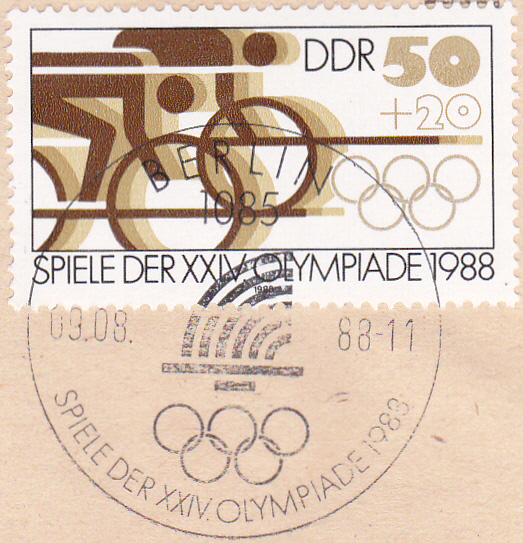 DDR 50
+20
SPIELE DER XXIV. OLYMPIADE 1988
BERLIN
1085
1988
09.08. 88-11
SPIELE DER XXIV. OLYMPIADE 1988